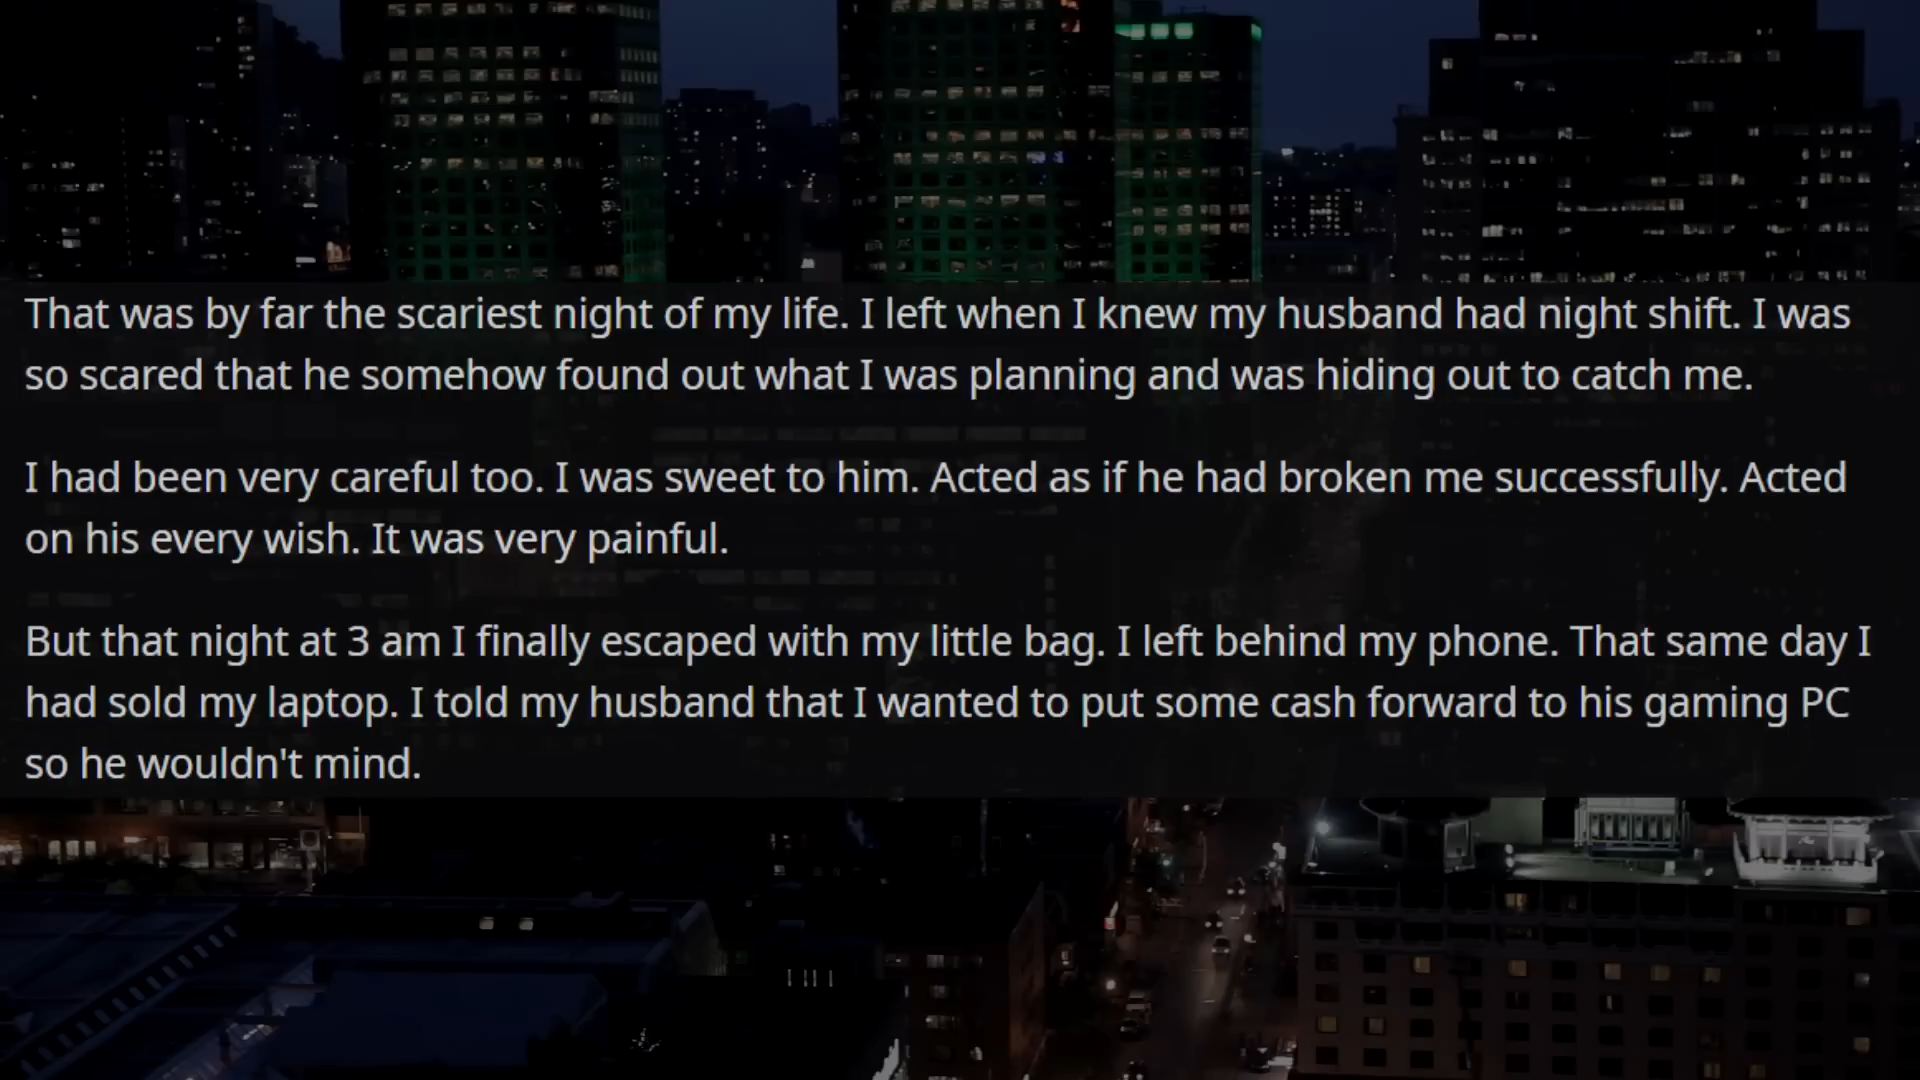 That was by far the scariest night of my life. I left when I knew my husband had night shift. I was
so scared that he somehow found out what I was planning and was hiding out to catch me.
I had been very careful too. I was sweet to him. Acted as if he had broken me successfully. Acted
on his every wish. It was very painful.
But that night at 3 am I finally escaped with my little bag. I left behind my phone. That same day I
had sold my laptop. I told my husband that I wanted to put some cash forward to his gaming PC
so he wouldn't mind.